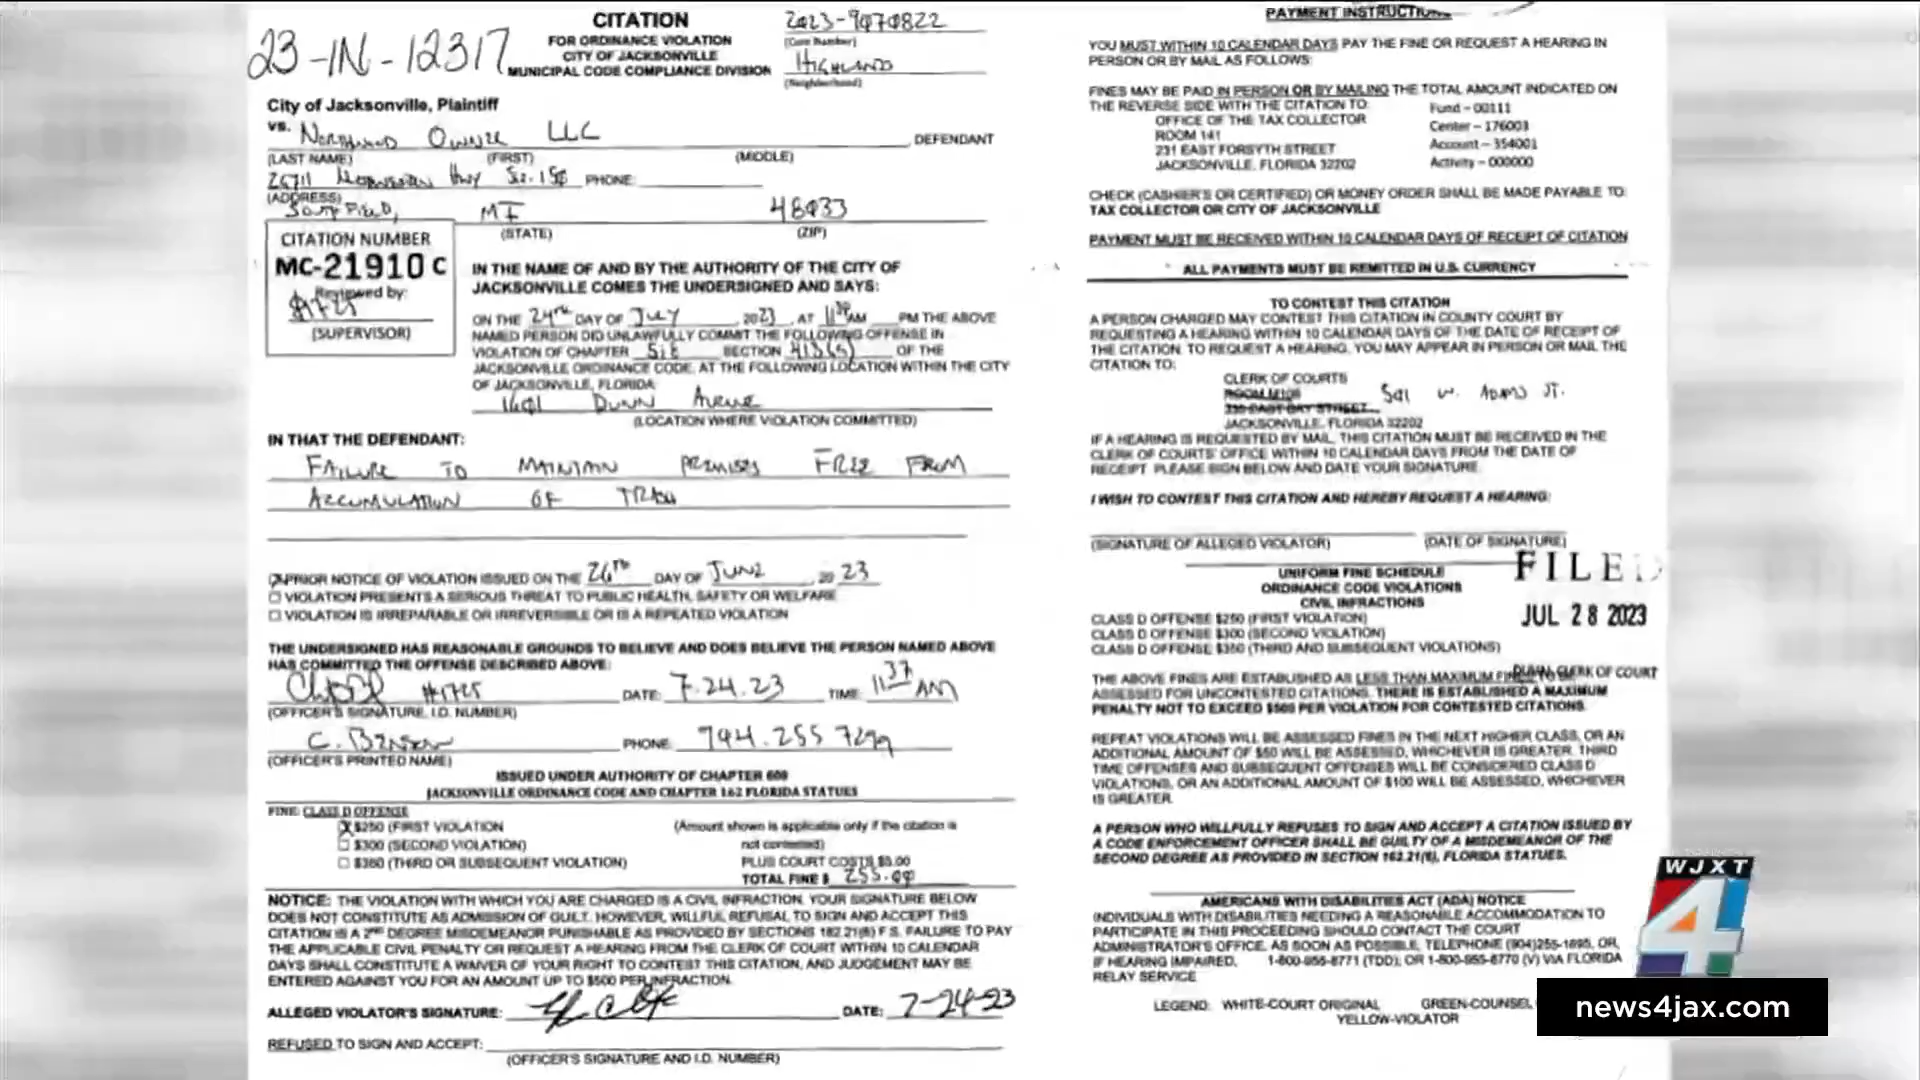 23-IN-12317
CITATION
FOR ORDINANCE VIOLATION
CITY OF JACKSONVILLE
MUNICIPAL CODE COMPLIANCE DIVISION
2023-9070822
(Case Number)
HIGHLANDS
(Neighborhood)
City of Jacksonville, Plaintiff
vs. NORTHWOOD OWNER LLC , DEFENDANT
(LAST NAME) (FIRST) (MIDDLE)
26711 HWY STE. 150 PHONE:
(ADDRESS)
SOUTHFIELD, MI 48033
(STATE) (ZIP)
CITATION NUMBER
MC-21910 C
Reviewed by:
#1725
(SUPERVISOR)
IN THE NAME OF AND BY THE AUTHORITY OF THE CITY OF
JACKSONVILLE COMES THE UNDERSIGNED AND SAYS:
ON THE 24TH DAY OF JULY , 2023, AT AM PM THE ABOVE
NAMED PERSON DID UNLAWFULLY COMMIT THE FOLLOWING OFFENSE IN
VIOLATION OF CHAPTER 518 SECTION OF THE
JACKSONVILLE ORDINANCE CODE, AT THE FOLLOWING LOCATION WITHIN THE CITY
OF JACKSONVILLE, FLORIDA:
1601 DUNN AVENUE
(LOCATION WHERE VIOLATION COMMITTED)
IN THAT THE DEFENDANT:
FAILURE TO MAINTAIN PREMISES FREE FROM
ACCUMULATION OF TRASH
PRIOR NOTICE OF VIOLATION ISSUED ON THE 26TH DAY OF JUNE , 20 23
VIOLATION PRESENTS A SERIOUS THREAT TO PUBLIC HEALTH, SAFETY OR WELFARE
VIOLATION IS IRREPARABLE OR IRREVERSIBLE OR IS A REPEATED VIOLATION
THE UNDERSIGNED HAS REASONABLE GROUNDS TO BELIEVE AND DOES BELIEVE THE PERSON NAMED ABOVE
HAS COMMITTED THE OFFENSE DESCRIBED ABOVE:
#1725 DATE: 7.24.23 TIME: 11 37 AM
(OFFICER'S SIGNATURE, I.D. NUMBER)
C. PHONE: 904.255 7299
(OFFICER'S PRINTED NAME)
ISSUED UNDER AUTHORITY OF CHAPTER 609
JACKSONVILLE ORDINANCE CODE AND CHAPTER 162 FLORIDA STATUES
FINE: CLASS D OFFENSE
X $250 (FIRST VIOLATION (Amount shown is applicable only if the citation is
$300 (SECOND VIOLATION) not contested)
$350 (THIRD OR SUBSEQUENT VIOLATION) PLUS COURT COSTS $5.00
TOTAL FINE $ 255.00
NOTICE: THE VIOLATION WITH WHICH YOU ARE CHARGED IS A CIVIL INFRACTION. YOUR SIGNATURE BELOW
DOES NOT CONSTITUTE AS ADMISSION OF GUILT. HOWEVER, WILLFUL REFUSAL TO SIGN AND ACCEPT THIS
CITATION IS A 2ND DEGREE MISDEMEANOR PUNISHABLE AS PROVIDED BY SECTIONS 162.21(6) F.S. FAILURE TO PAY
THE APPLICABLE CIVIL PENALTY OR REQUEST A HEARING FROM THE CLERK OF COURT WITHIN 10 CALENDAR
DAYS SHALL CONSTITUTE A WAIVER OF YOUR RIGHT TO CONTEST THIS CITATION, AND JUDGEMENT MAY BE
ENTERED AGAINST YOU FOR AN AMOUNT UP TO $500 PER INFRACTION.
ALLEGED VIOLATOR'S SIGNATURE: DATE: 7-24-23
REFUSED TO SIGN AND ACCEPT:
(OFFICER'S SIGNATURE AND I.D. NUMBER)
PAYMENT INSTRUCTIONS
YOU MUST WITHIN 10 CALENDAR DAYS PAY THE FINE OR REQUEST A HEARING IN
PERSON OR BY MAIL AS FOLLOWS:
FINES MAY BE PAID IN PERSON OR BY MAILING THE TOTAL AMOUNT INDICATED ON
THE REVERSE SIDE WITH THE CITATION TO: Fund - 00111
OFFICE OF THE TAX COLLECTOR Center - 176003
ROOM 141 Account - 354001
231 EAST FORSYTH STREET Activity - 000000
JACKSONVILLE, FLORIDA 32202
CHECK (CASHIER'S OR CERTIFIED) OR MONEY ORDER SHALL BE MADE PAYABLE TO:
TAX COLLECTOR OR CITY OF JACKSONVILLE
PAYMENT MUST BE RECEIVED WITHIN 10 CALENDAR DAYS OF RECEIPT OF CITATION
ALL PAYMENTS MUST BE REMITTED IN U.S. CURRENCY
TO CONTEST THIS CITATION
A PERSON CHARGED MAY CONTEST THIS CITATION IN COUNTY COURT BY
REQUESTING A HEARING WITHIN 10 CALENDAR DAYS OF THE DATE OF RECEIPT OF
THE CITATION. TO REQUEST A HEARING, YOU MAY APPEAR IN PERSON OR MAIL THE
CITATION TO:
CLERK OF COURTS
501 W. ADAMS ST.
330 EAST BAY STREET
JACKSONVILLE, FLORIDA 32202
IF A HEARING IS REQUESTED BY MAIL, THIS CITATION MUST BE RECEIVED IN THE
CLERK OF COURTS' OFFICE WITHIN 10 CALENDAR DAYS FROM THE DATE OF
RECEIPT. PLEASE SIGN BELOW AND DATE YOUR SIGNATURE.
I WISH TO CONTEST THIS CITATION AND HEREBY REQUEST A HEARING:
(SIGNATURE OF ALLEGED VIOLATOR) (DATE OF SIGNATURE)
UNIFORM FINE SCHEDULE
ORDINANCE CODE VIOLATIONS
CIVIL INFRACTIONS
FILED
JUL 28 2023
CLASS D OFFENSE $250 (FIRST VIOLATION)
CLASS D OFFENSE $300 (SECOND VIOLATION)
CLASS D OFFENSE $350 (THIRD AND SUBSEQUENT VIOLATIONS)
DUVAL CLERK OF COURT
THE ABOVE FINES ARE ESTABLISHED AS LESS THAN MAXIMUM FINES TO BE
ASSESSED FOR UNCONTESTED CITATIONS. THERE IS ESTABLISHED A MAXIMUM
PENALTY NOT TO EXCEED $500 PER VIOLATION FOR CONTESTED CITATIONS.
REPEAT VIOLATIONS WILL BE ASSESSED FINES IN THE NEXT HIGHER CLASS, OR AN
ADDITIONAL AMOUNT OF $50 WILL BE ASSESSED, WHICHEVER IS GREATER. THIRD
TIME OFFENSES AND SUBSEQUENT OFFENSES WILL BE CONSIDERED CLASS D
VIOLATIONS, OR AN ADDITIONAL AMOUNT OF $100 WILL BE ASSESSED, WHICHEVER
IS GREATER.
A PERSON WHO WILLFULLY REFUSES TO SIGN AND ACCEPT A CITATION ISSUED BY
A CODE ENFORCEMENT OFFICER SHALL BE GUILTY OF A MISDEMEANOR OF THE
SECOND DEGREE AS PROVIDED IN SECTION 162.21(6), FLORIDA STATUES.
AMERICANS WITH DISABILITIES ACT (ADA) NOTICE
INDIVIDUALS WITH DISABILITIES NEEDING A REASONABLE ACCOMMODATION TO
PARTICIPATE IN THIS PROCEEDING SHOULD CONTACT THE COURT
ADMINISTRATOR'S OFFICE, AS SOON AS POSSIBLE, TELEPHONE (904)255-1695, OR,
IF HEARING IMPAIRED, 1-800-955-8771 (TDD); OR 1-800-955-8770 (V) VIA FLORIDA
RELAY SERVICE
LEGEND: WHITE-COURT ORIGINAL GREEN-COUNSEL
YELLOW-VIOLATOR
WJXT
4
news4jax.com